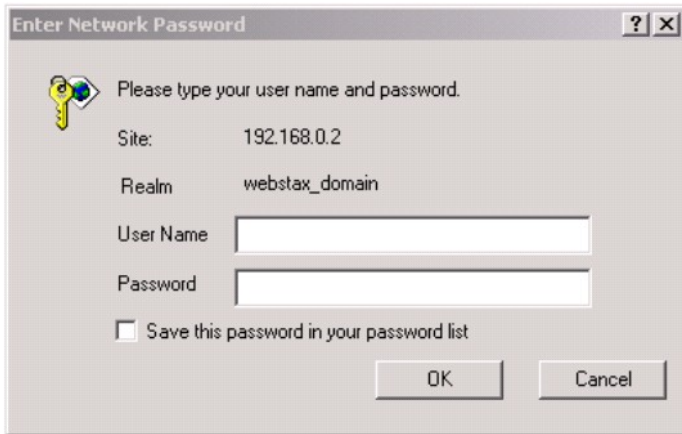 Enter Network Password
? X
Please type your user name and password.
Site: 192.168.0.2
Realm webstax_domain
User Name
Password
Save this password in your password list
OK Cancel